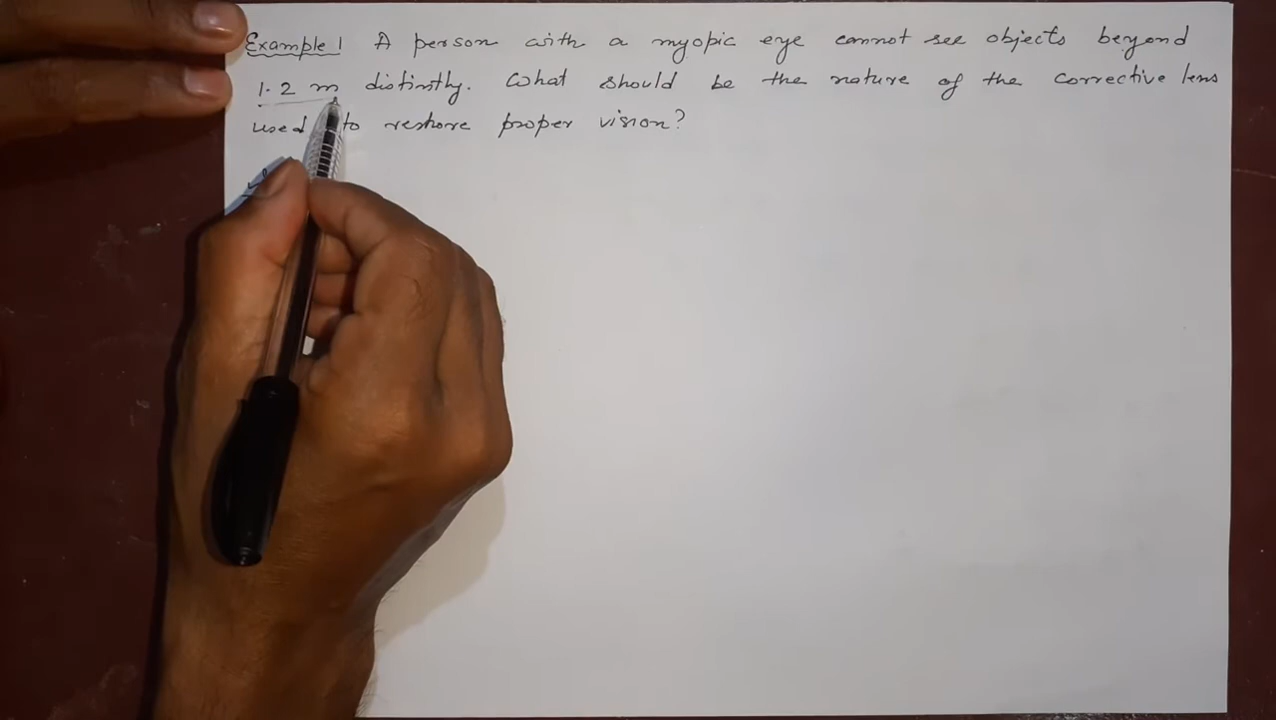 Example 1 A person with a myopic eye cannot see objects beyond
1.2 m distinctly. What should be the nature of the corrective lens
used to restore proper vision?